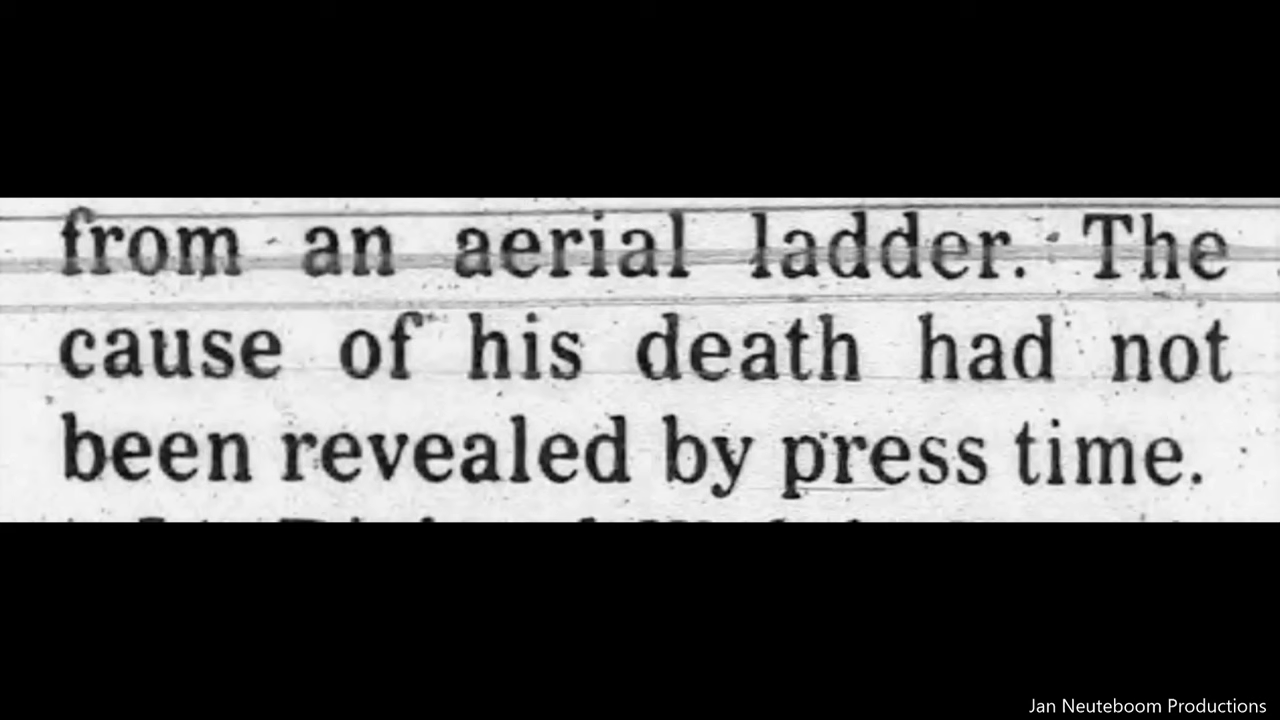 from an aerial ladder. The
cause of his death had not
been revealed by press time.
Jan Neuteboom Productions